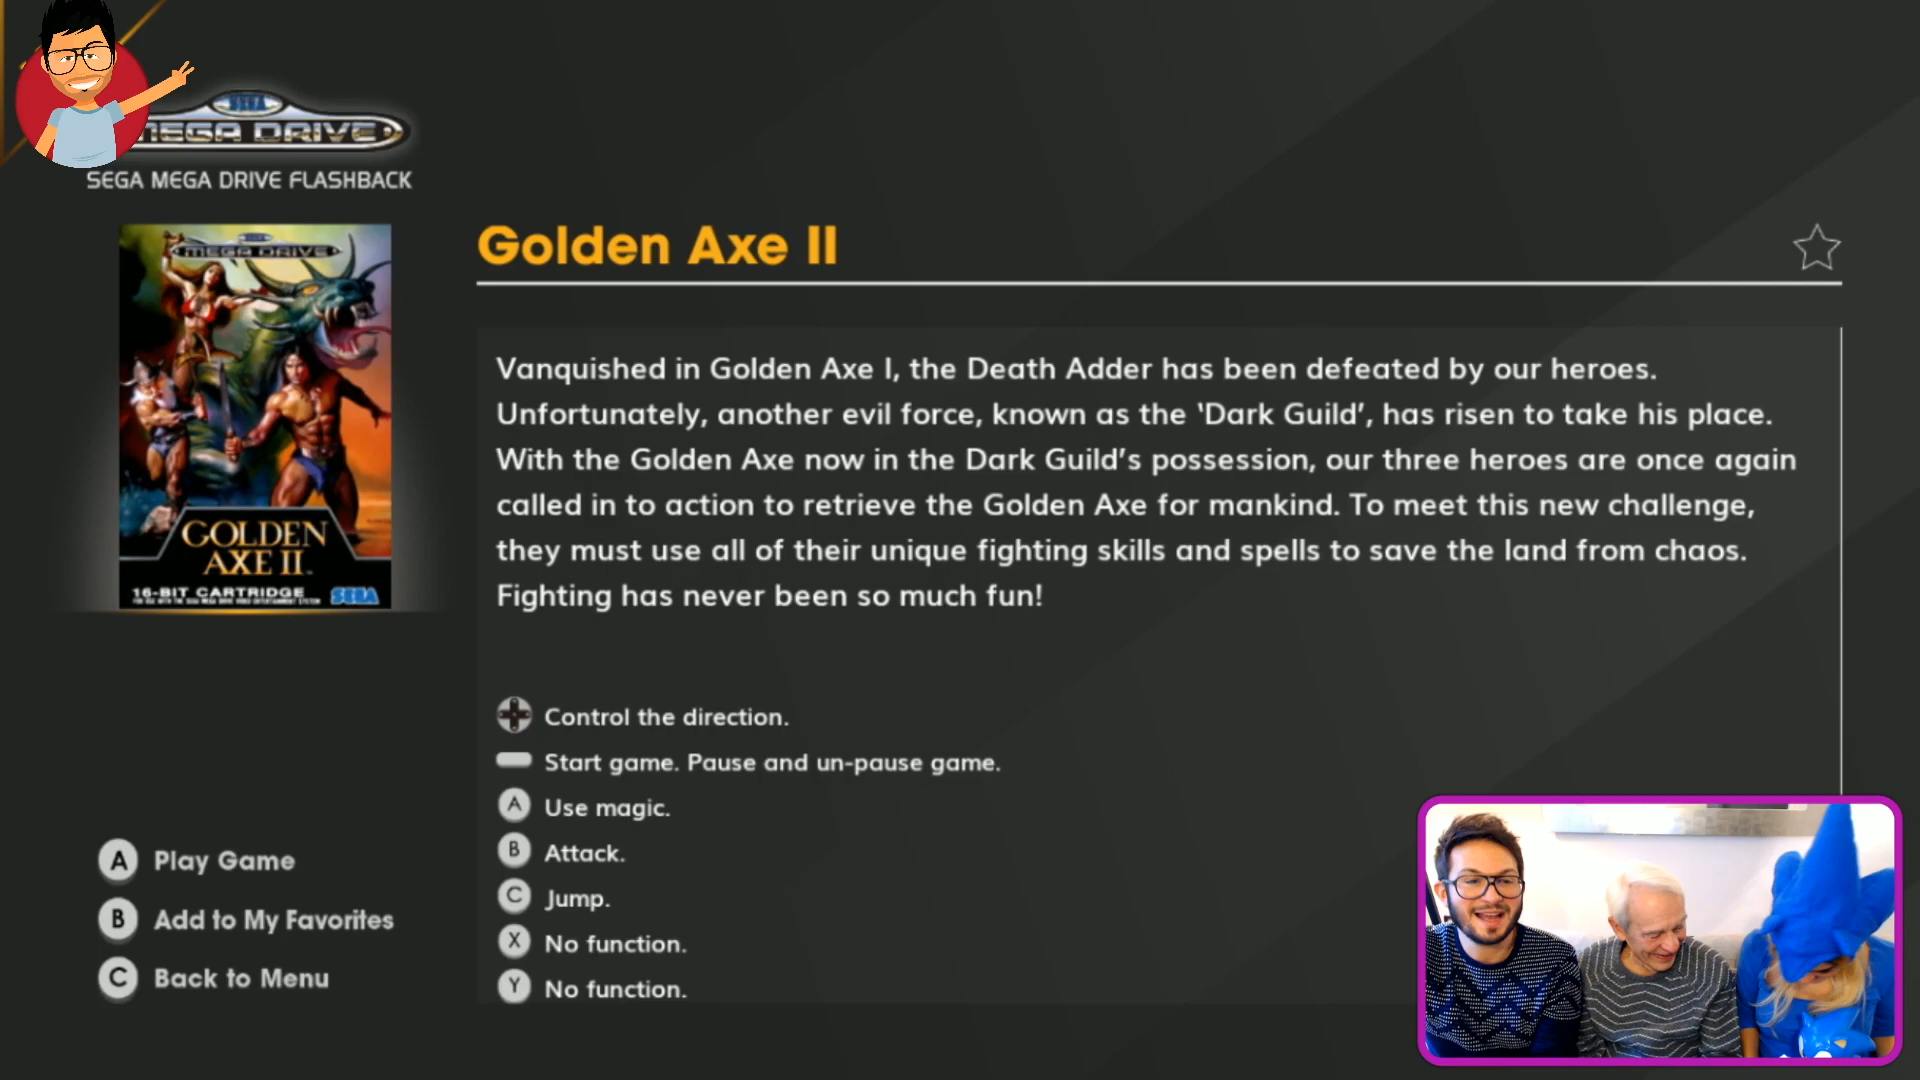 SEGA
MEGA DRIVE
SEGA MEGA DRIVE FLASHBACK
SEGA
MEGA DRIVE
GOLDEN
AXE II
16-BIT CARTRIDGE
SEGA
Golden Axe II
Vanquished in Golden Axe I, the Death Adder has been defeated by our heroes.
Unfortunately, another evil force, known as the ‘Dark Guild’, has risen to take his place.
With the Golden Axe now in the Dark Guild’s possession, our three heroes are once again
called in to action to retrieve the Golden Axe for mankind. To meet this new challenge,
they must use all of their unique fighting skills and spells to save the land from chaos.
Fighting has never been so much fun!
Control the direction.
Start game. Pause and un-pause game.
A Use magic.
B Attack.
C Jump.
X No function.
Y No function.
A Play Game
B Add to My Favorites
C Back to Menu